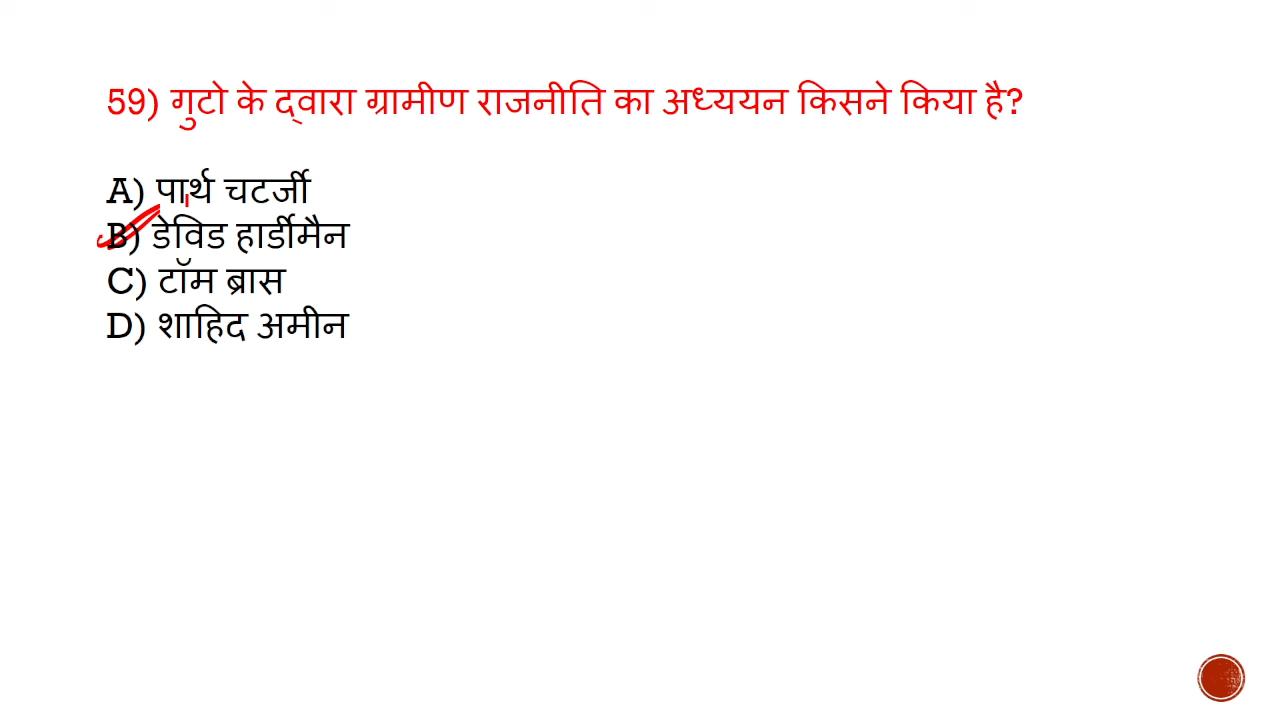 59) गुटो के द्वारा ग्रामीण राजनीति का अध्ययन किसने किया है?
A) पार्थ चटर्जी
B) डेविड हार्डीमैन
C) टॉम ब्रास
D) शाहिद अमीन